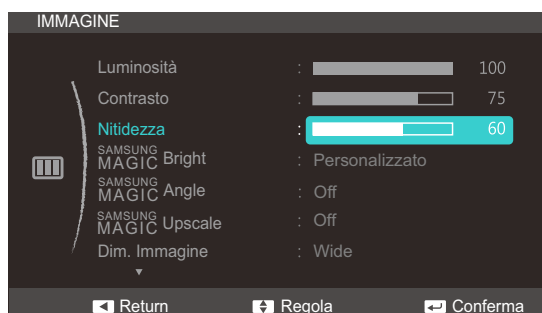 IMMAGINE
Luminosità : 100
Contrasto : 75
Nitidezza : 60
SAMSUNG MAGIC Bright : Personalizzato
SAMSUNG MAGIC Angle : Off
SAMSUNG MAGIC Upscale : Off
Dim. Immagine : Wide
Return Regola Conferma